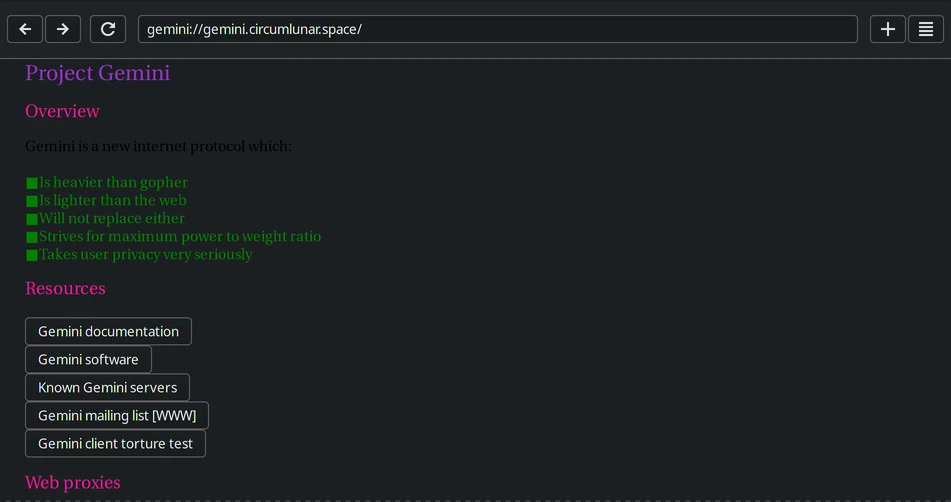 gemini://gemini.circumlunar.space/
Project Gemini
Overview
Gemini is a new internet protocol which:
Is heavier than gopher
Is lighter than the web
Will not replace either
Strives for maximum power to weight ratio
Takes user privacy very seriously
Resources
Gemini documentation
Gemini software
Known Gemini servers
Gemini mailing list [WWW]
Gemini client torture test
Web proxies